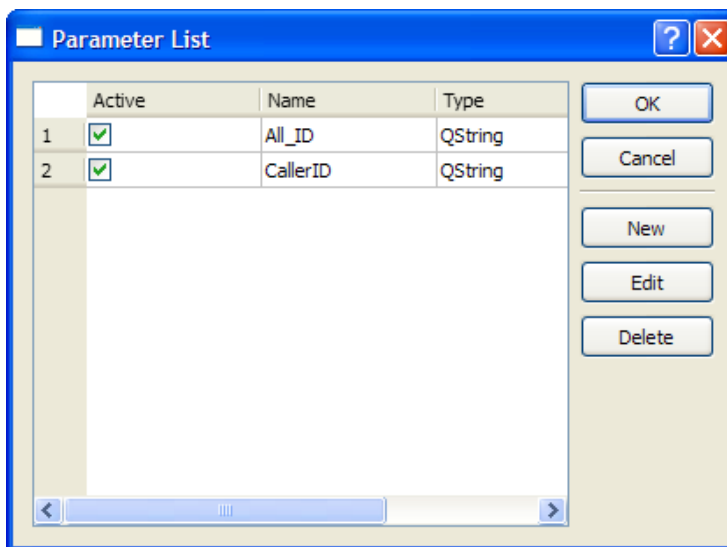 Parameter List
?
Active Name Type
1 All_ID QString
2 CallerID QString
OK
Cancel
New
Edit
Delete